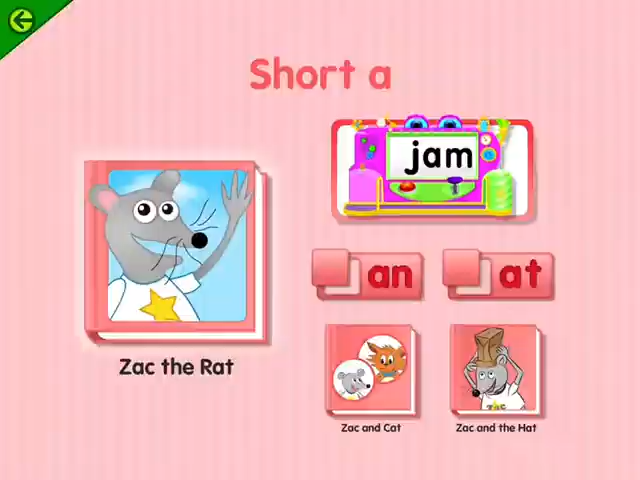 Short a
jam
an
at
Zac the Rat
Zac and Cat
Zac and the Hat